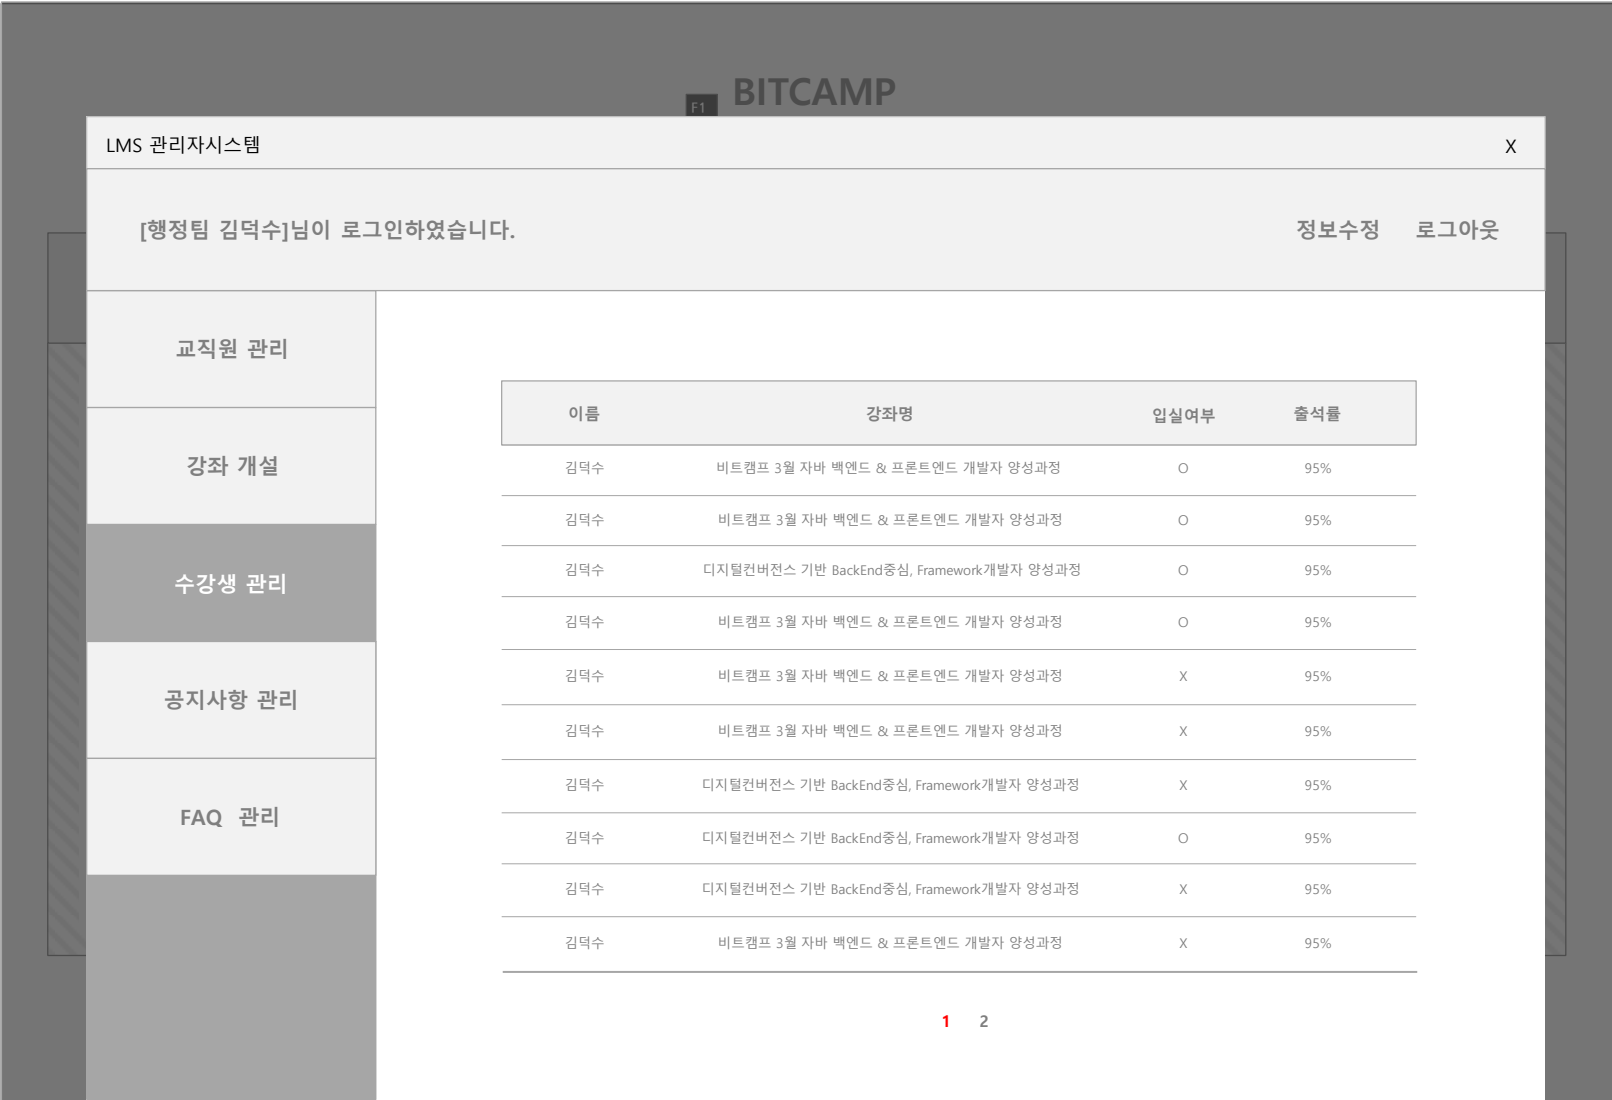 BITCAMP
F1
LMS 관리자시스템 X
[행정팀 김덕수]님이 로그인하였습니다. 정보수정 로그아웃
교직원 관리
강좌 개설
수강생 관리
공지사항 관리
FAQ 관리
이름 강좌명 입실여부 출석률
김덕수 비트캠프 3월 자바 백엔드 & 프론트엔드 개발자 양성과정 O 95%
김덕수 비트캠프 3월 자바 백엔드 & 프론트엔드 개발자 양성과정 O 95%
김덕수 디지털컨버전스 기반 BackEnd중심, Framework개발자 양성과정 O 95%
김덕수 비트캠프 3월 자바 백엔드 & 프론트엔드 개발자 양성과정 O 95%
김덕수 비트캠프 3월 자바 백엔드 & 프론트엔드 개발자 양성과정 X 95%
김덕수 비트캠프 3월 자바 백엔드 & 프론트엔드 개발자 양성과정 X 95%
김덕수 디지털컨버전스 기반 BackEnd중심, Framework개발자 양성과정 X 95%
김덕수 디지털컨버전스 기반 BackEnd중심, Framework개발자 양성과정 O 95%
김덕수 디지털컨버전스 기반 BackEnd중심, Framework개발자 양성과정 X 95%
김덕수 비트캠프 3월 자바 백엔드 & 프론트엔드 개발자 양성과정 X 95%
1 2